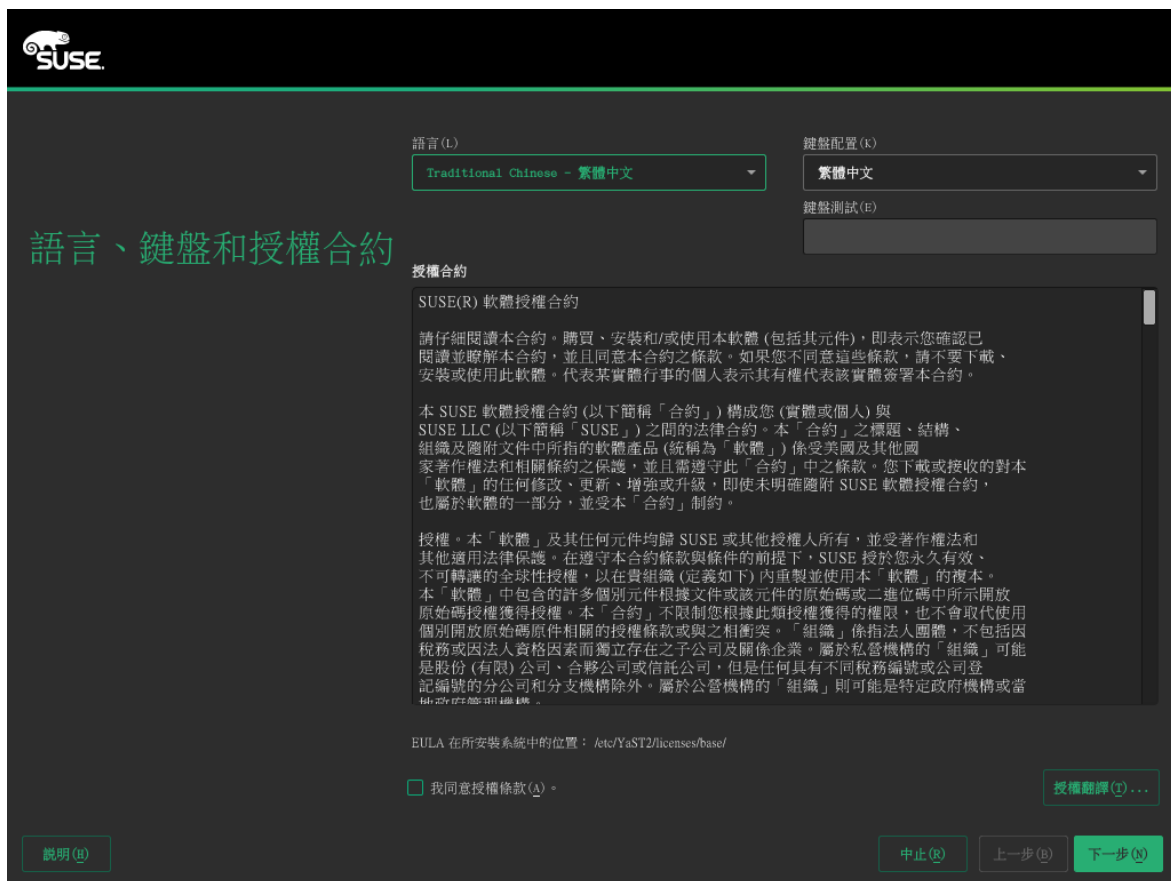 SUSE.
語言(L)
鍵盤配置(K)
Traditional Chinese - 繁體中文
繁體中文
鍵盤測試(E)
語言、鍵盤和授權合約
授權合約
SUSE(R) 軟體授權合約
請仔細閱讀本合約。購買、安裝和/或使用本軟體 (包括其元件)，即表示您確認已
閱讀並瞭解本合約，並且同意本合約之條款。如果您不同意這些條款，請不要下載、
安裝或使用此軟體。代表某實體行事的個人表示其有權代表該實體簽署本合約。
本 SUSE 軟體授權合約 (以下簡稱「合約」) 構成您 (實體或個人) 與
SUSE LLC (以下簡稱「SUSE」) 之間的法律合約。本「合約」之標題、結構、
組織及隨附文件中所指的軟體產品 (統稱為「軟體」) 係受美國及其他國
家著作權法和相關條約之保護，並且需遵守此「合約」中之條款。您下載或接收的對本
「軟體」的任何修改、更新、增強或升級，即使未明確隨附 SUSE 軟體授權合約，
也屬於軟體的一部分，並受本「合約」制約。
授權。本「軟體」及其任何元件均歸 SUSE 或其他授權人所有，並受著作權法和
其他適用法律保護。在遵守本合約條款與條件的前提下，SUSE 授於您永久有效、
不可轉讓的全球性授權，以在貴組織 (定義如下) 內重製並使用本「軟體」的複本。
本「軟體」中包含的許多個別元件根據文件或該元件的原始碼或二進位碼中所示開放
原始碼授權獲得授權。本「合約」不限制您根據此類授權獲得的權限，也不會取代使用
個別開放原始碼原件相關的授權條款或與之相衝突。「組織」係指法人團體，不包括因
稅務或因法人資格因素而獨立存在之子公司及關係企業。屬於私營機構的「組織」可能
是股份 (有限) 公司、合夥公司或信託公司，但是任何具有不同稅務編號或公司登
記編號的分公司和分支機構除外。屬於公營機構的「組織」則可能是特定政府機構或當
地政府管理機構。
EULA 在所安裝系統中的位置： /etc/YaST2/licenses/base/
我同意授權條款(A)。
授權翻譯(T)...
說明(H)
中止(R)
上一步(B)
下一步(N)